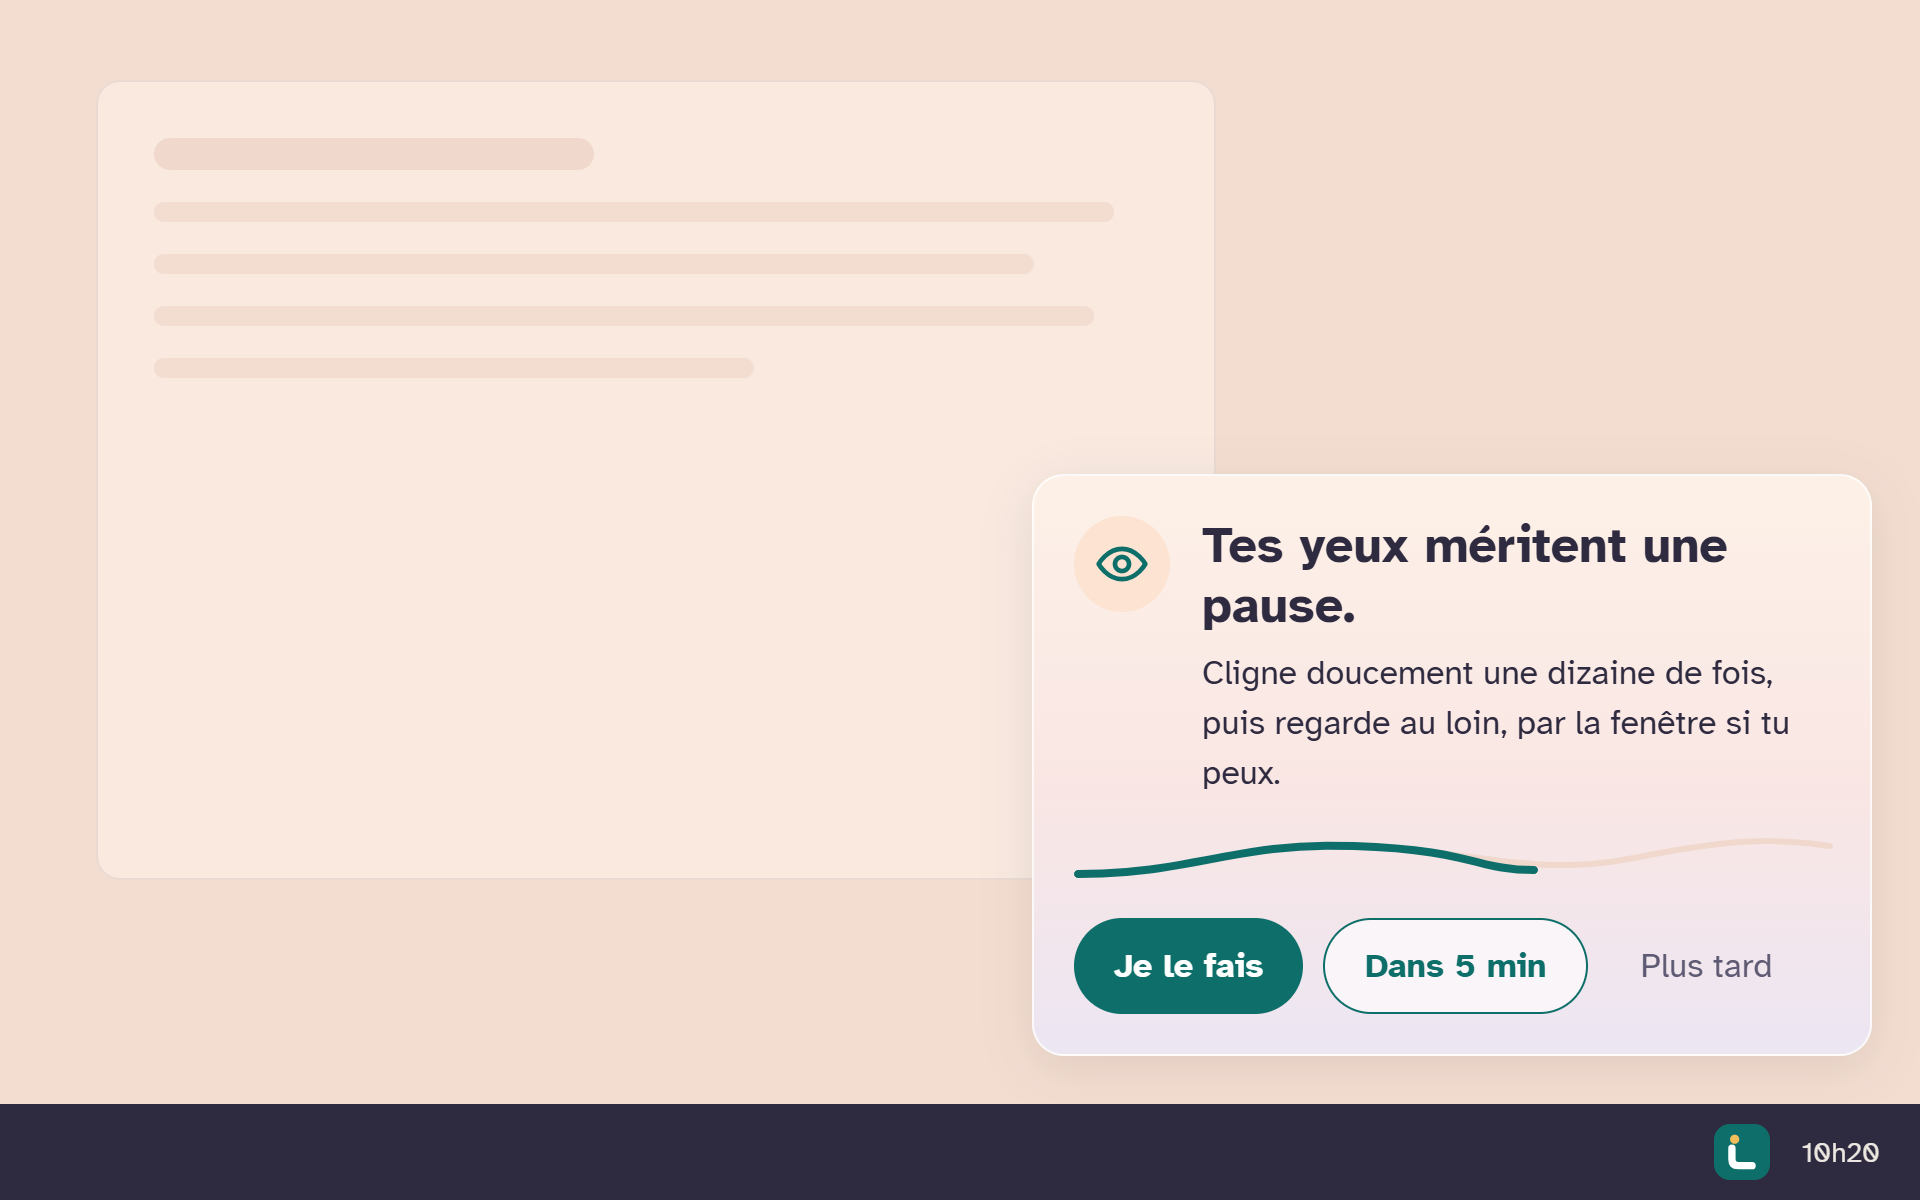 Tes yeux méritent une
pause.
Cligne doucement une dizaine de fois,
puis regarde au loin, par la fenêtre si tu
peux.
Je le fais
Dans 5 min
Plus tard
10h20